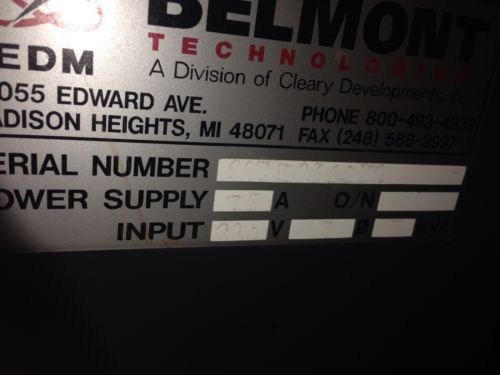 BELMONT
EDM TECHNOLOGIES
A Division of Cleary Developments, Inc.
055 EDWARD AVE.
ADISON HEIGHTS, MI 48071
PHONE 800-493-4932
FAX (248) 588-9997
ERIAL NUMBER
OWER SUPPLY A O/N
INPUT V Ø KVA